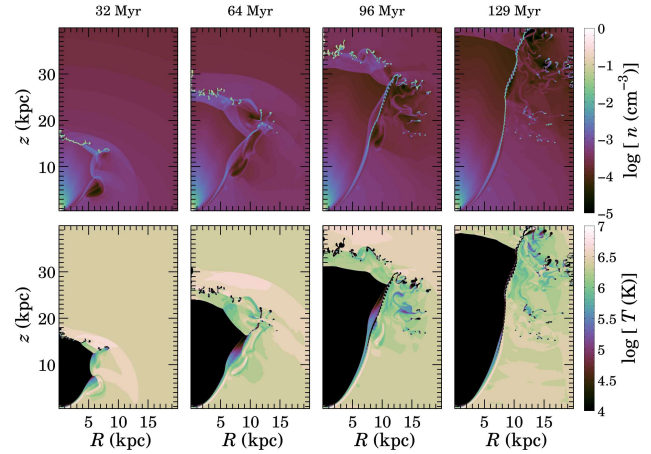 32 Myr 64 Myr 96 Myr 129 Myr
z (kpc)
30
20
10
0
−1
−2
−3
−4
−5
log [ n (cm⁻³)]
z (kpc)
30
20
10
7
6.5
6
5.5
5
4.5
4
log [ T (K)]
5 10 15 5 10 15 5 10 15 5 10 15
R (kpc) R (kpc) R (kpc) R (kpc)